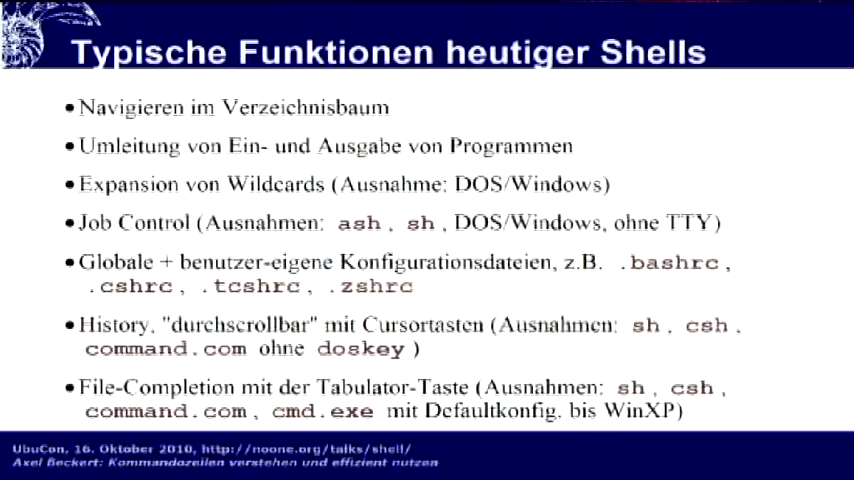 Typische Funktionen heutiger Shells
•Navigieren im Verzeichnisbaum
•Umleitung von Ein- und Ausgabe von Programmen
•Expansion von Wildcards (Ausnahme: DOS/Windows)
•Job Control (Ausnahmen: ash, sh, DOS/Windows, ohne TTY)
•Globale + benutzer-eigene Konfigurationsdateien, z.B. .bashrc,
.cshrc, .tcshrc, .zshrc
•History, "durchscrollbar" mit Cursortasten (Ausnahmen: sh, csh,
command.com ohne doskey)
•File-Completion mit der Tabulator-Taste (Ausnahmen: sh, csh,
command.com, cmd.exe mit Defaultkonfig. bis WinXP)
UbuCon, 16. Oktober 2010, http://noone.org/talks/shell/
Axel Beckert: Kommandozeilen verstehen und effizient nutzen